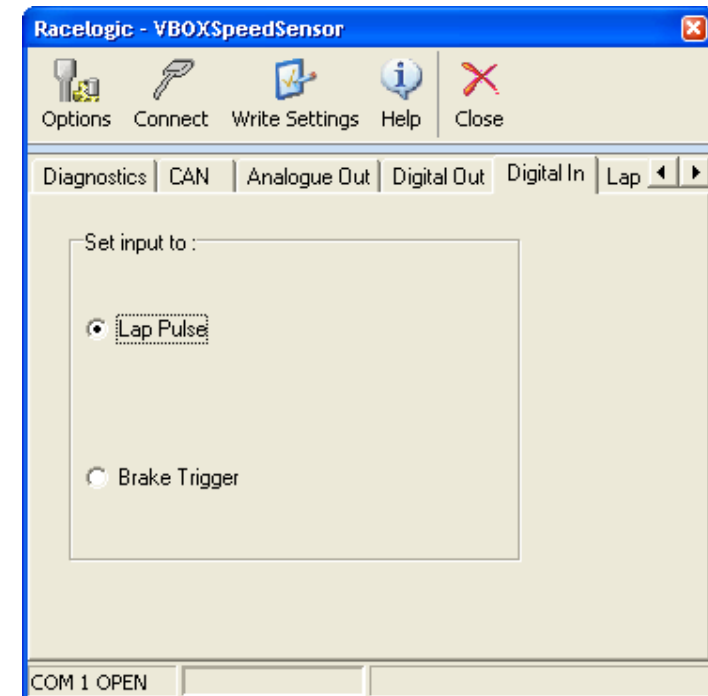 Racelogic - VBOXSpeedSensor
Options Connect Write Settings Help Close
Diagnostics CAN Analogue Out Digital Out Digital In Lap
Set input to :
Lap Pulse
Brake Trigger
COM 1 OPEN